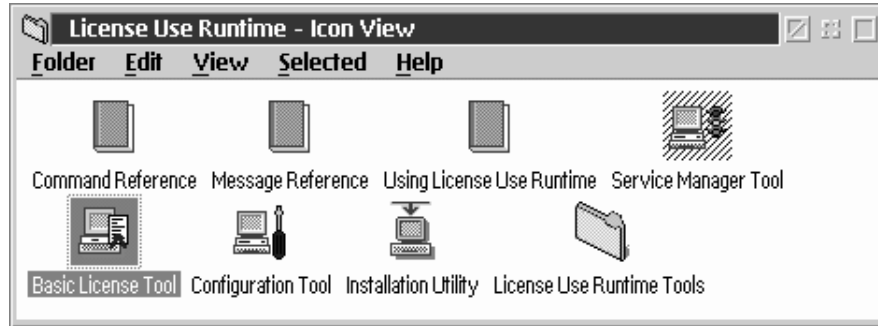 License Use Runtime - Icon View
Folder Edit View Selected Help
Command Reference Message Reference Using License Use Runtime Service Manager Tool
Basic License Tool Configuration Tool Installation Utility License Use Runtime Tools